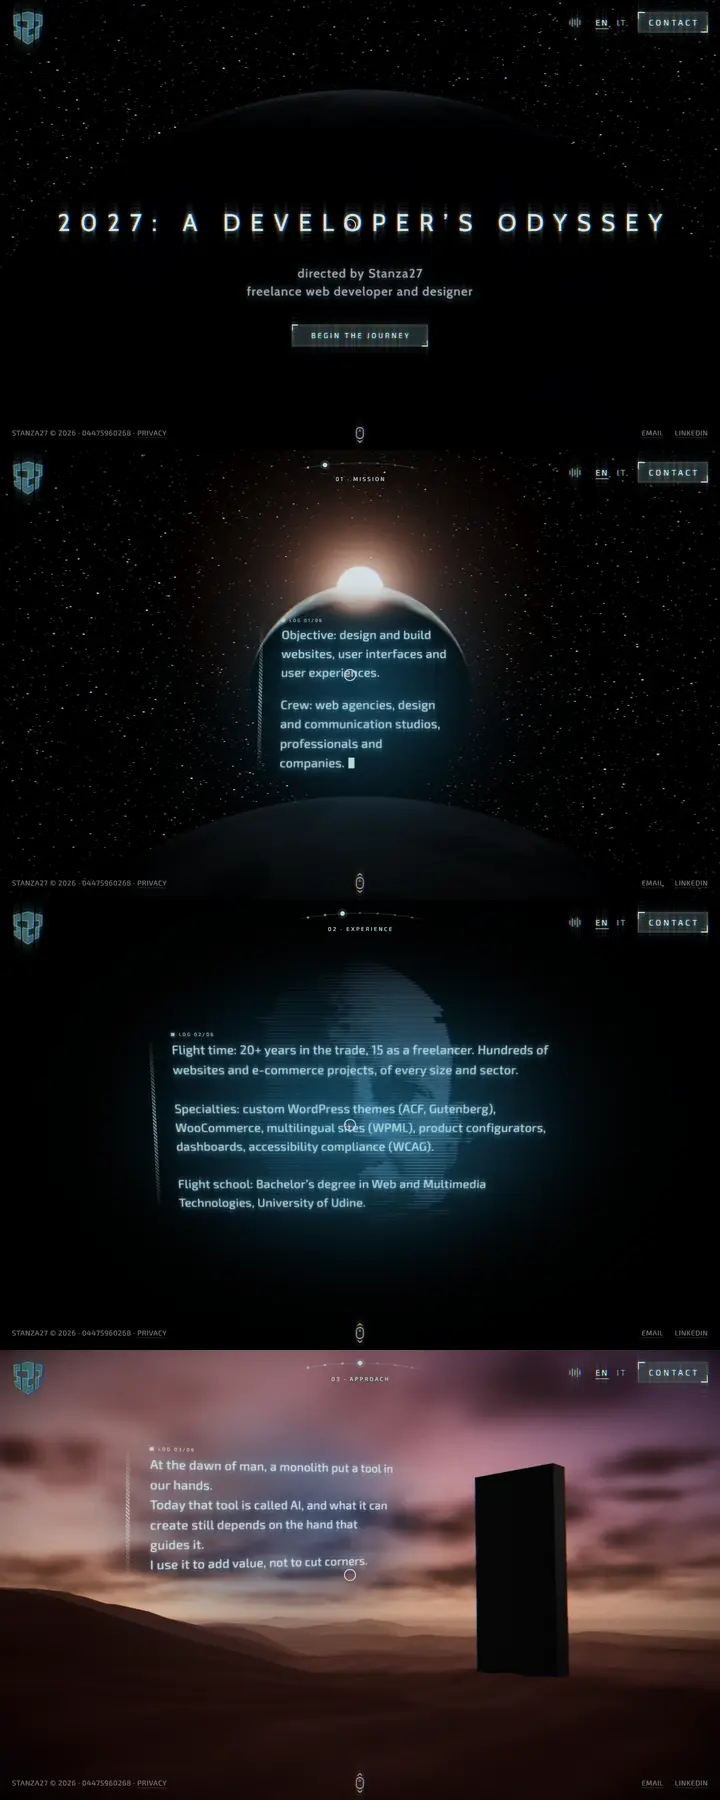 S27
EN IT
CONTACT
2027: A DEVELOPER'S ODYSSEY
directed by Stanza27
freelance web developer and designer
BEGIN THE JOURNEY
STANZA27 © 2026 - 04475960268 - PRIVACY
EMAIL LINKEDIN
S27
01 - MISSION
EN IT
CONTACT
LOG 01/06
Objective: design and build
websites, user interfaces and
user experiences.
Crew: web agencies, design
and communication studios,
professionals and
companies.
STANZA27 © 2026 - 04475960268 - PRIVACY
EMAIL LINKEDIN
S27
02 - EXPERIENCE
EN IT
CONTACT
LOG 02/06
Flight time: 20+ years in the trade, 15 as a freelancer. Hundreds of
websites and e-commerce projects, of every size and sector.
Specialties: custom WordPress themes (ACF, Gutenberg),
WooCommerce, multilingual sites (WPML), product configurators,
dashboards, accessibility compliance (WCAG).
Flight school: Bachelor's degree in Web and Multimedia
Technologies, University of Udine.
STANZA27 © 2026 - 04475960268 - PRIVACY
EMAIL LINKEDIN
S27
03 - APPROACH
EN IT
CONTACT
LOG 03/06
At the dawn of man, a monolith put a tool in
our hands.
Today that tool is called AI, and what it can
create still depends on the hand that
guides it.
I use it to add value, not to cut corners.
STANZA27 © 2026 - 04475960268 - PRIVACY
EMAIL LINKEDIN